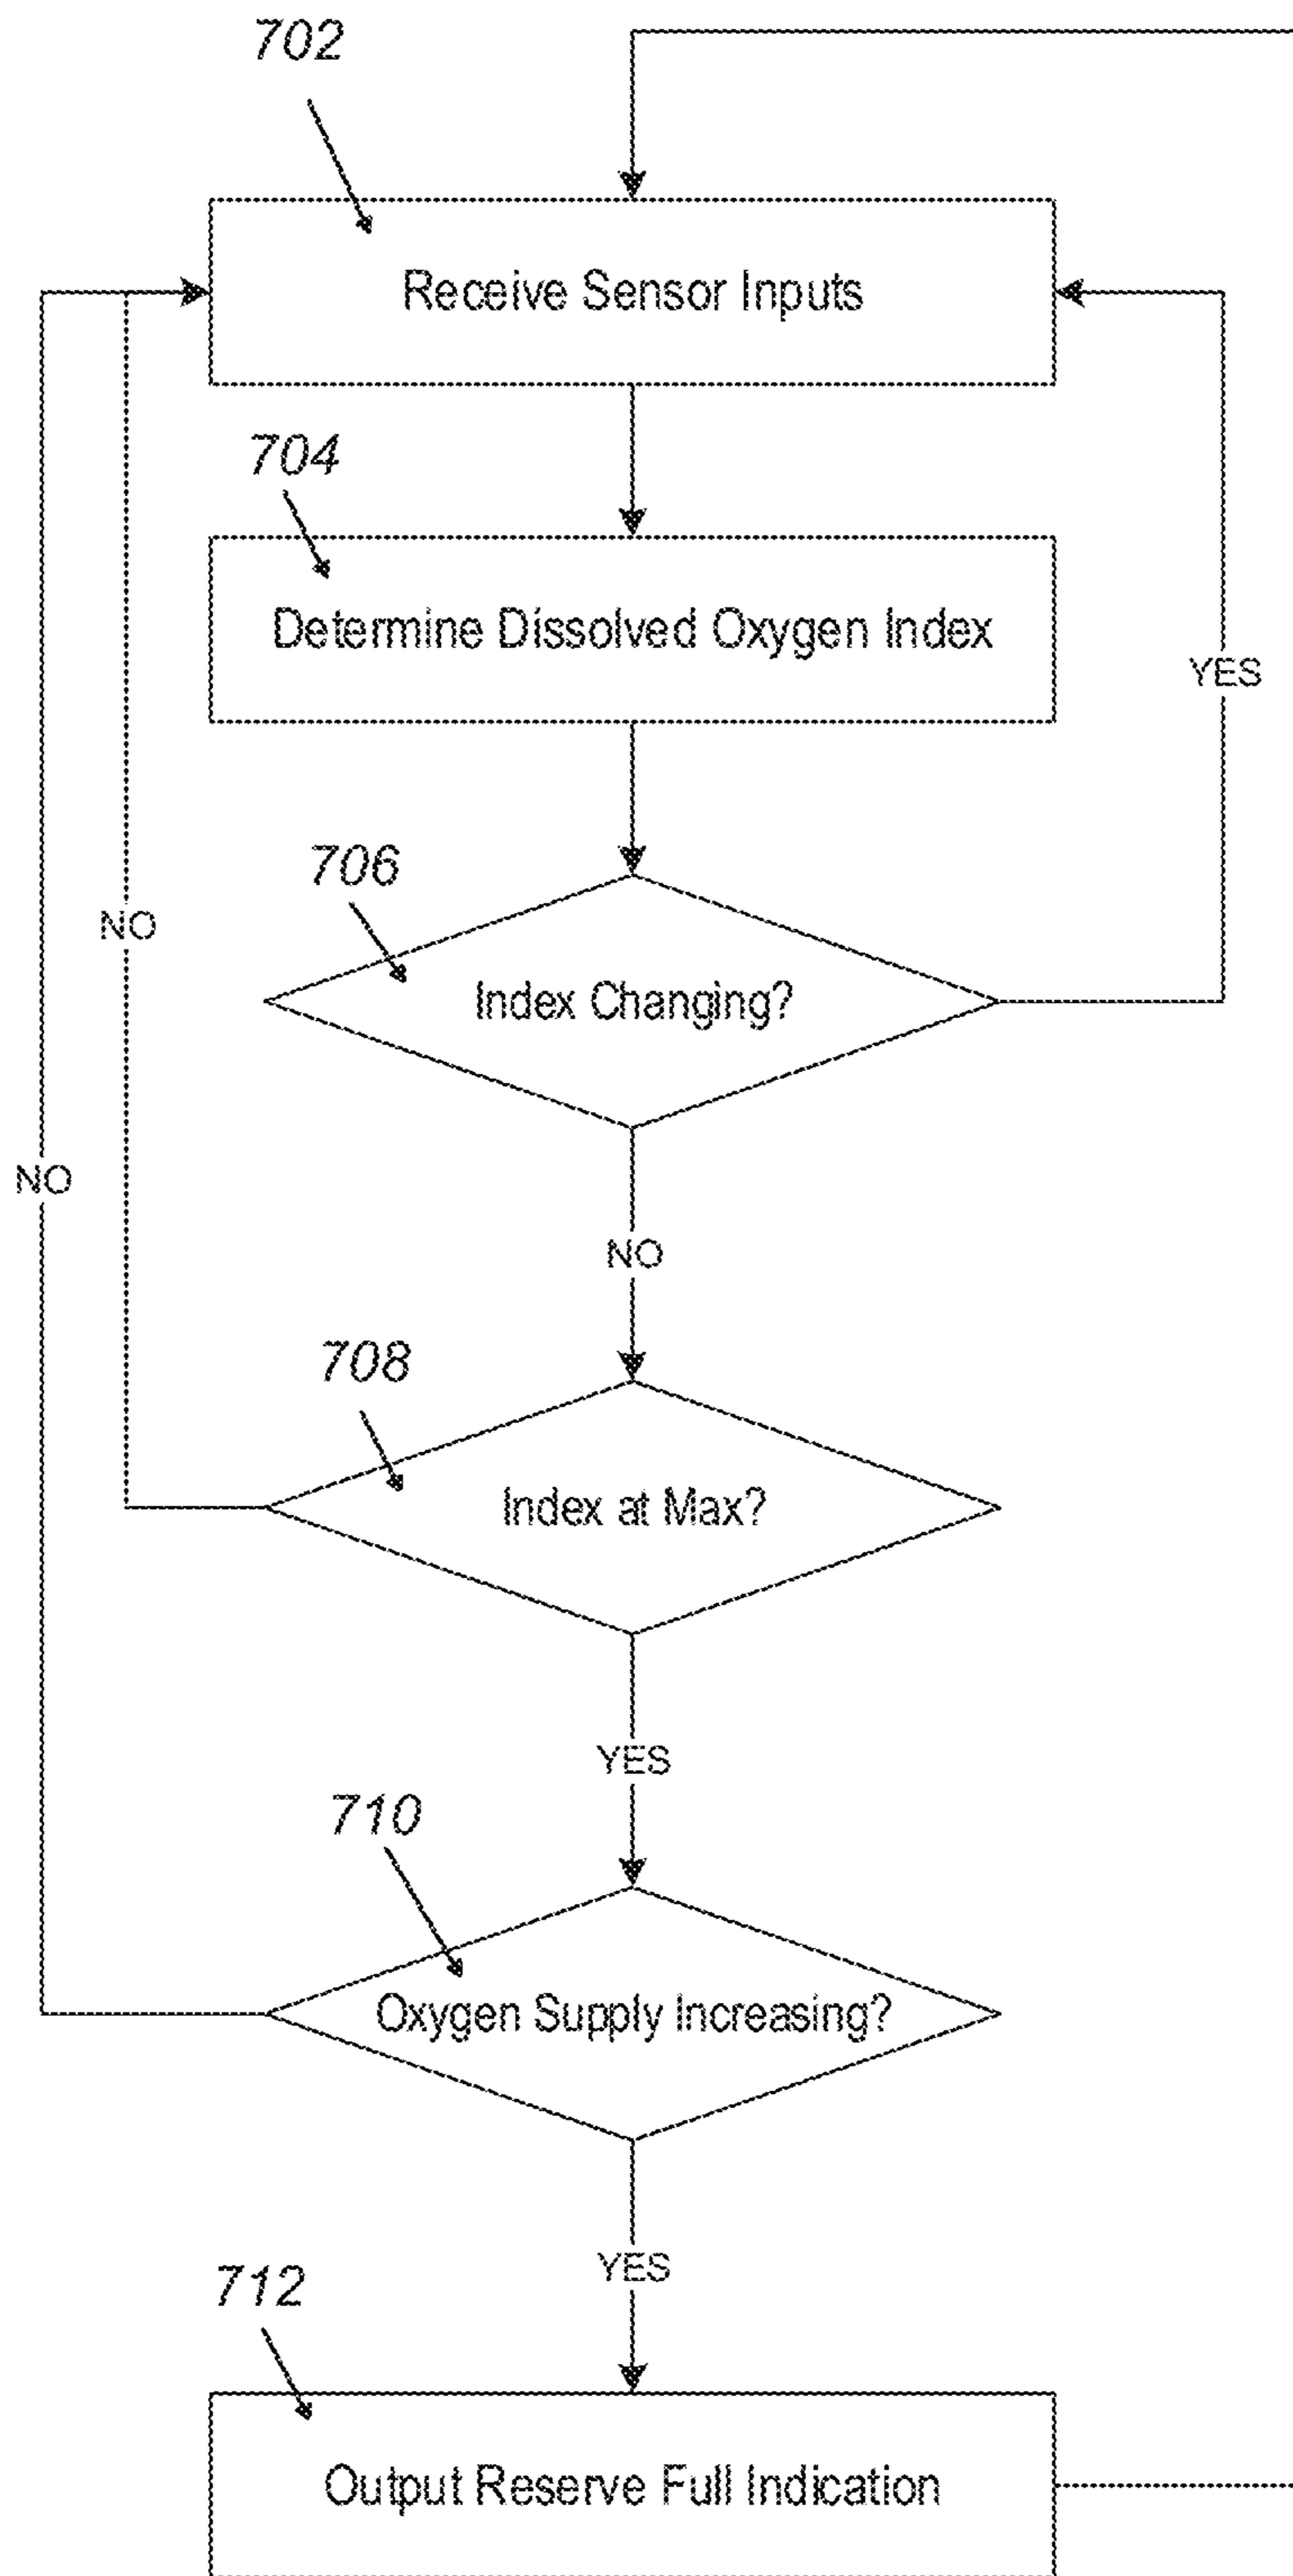 702
Receive Sensor Inputs
704
Determine Dissolved Oxygen Index
YES
706
NO
Index Changing?
NO
NO
708
Index at Max?
YES
710
Oxygen Supply Increasing?
YES
712
Output Reserve Full Indication